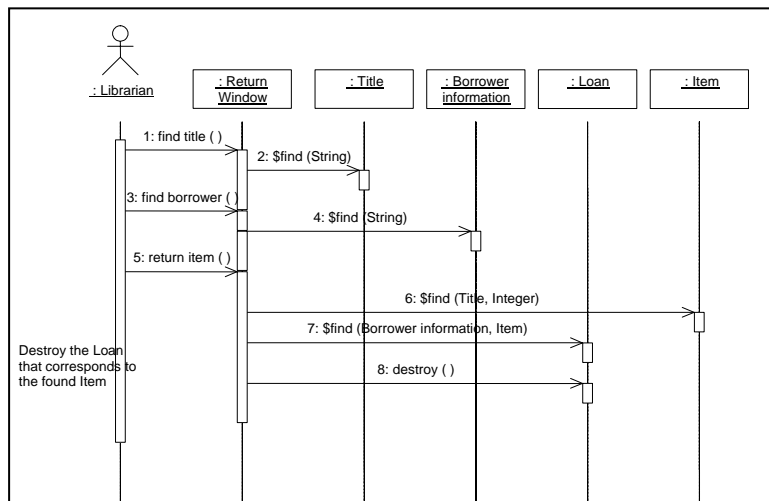 : Librarian
: Return
Window
: Title
: Borrower
information
: Loan
: Item
1: find title ( )
2: $find (String)
3: find borrower ( )
4: $find (String)
5: return item ( )
6: $find (Title, Integer)
7: $find (Borrower information, Item)
8: destroy ( )
Destroy the Loan
that corresponds to
the found Item